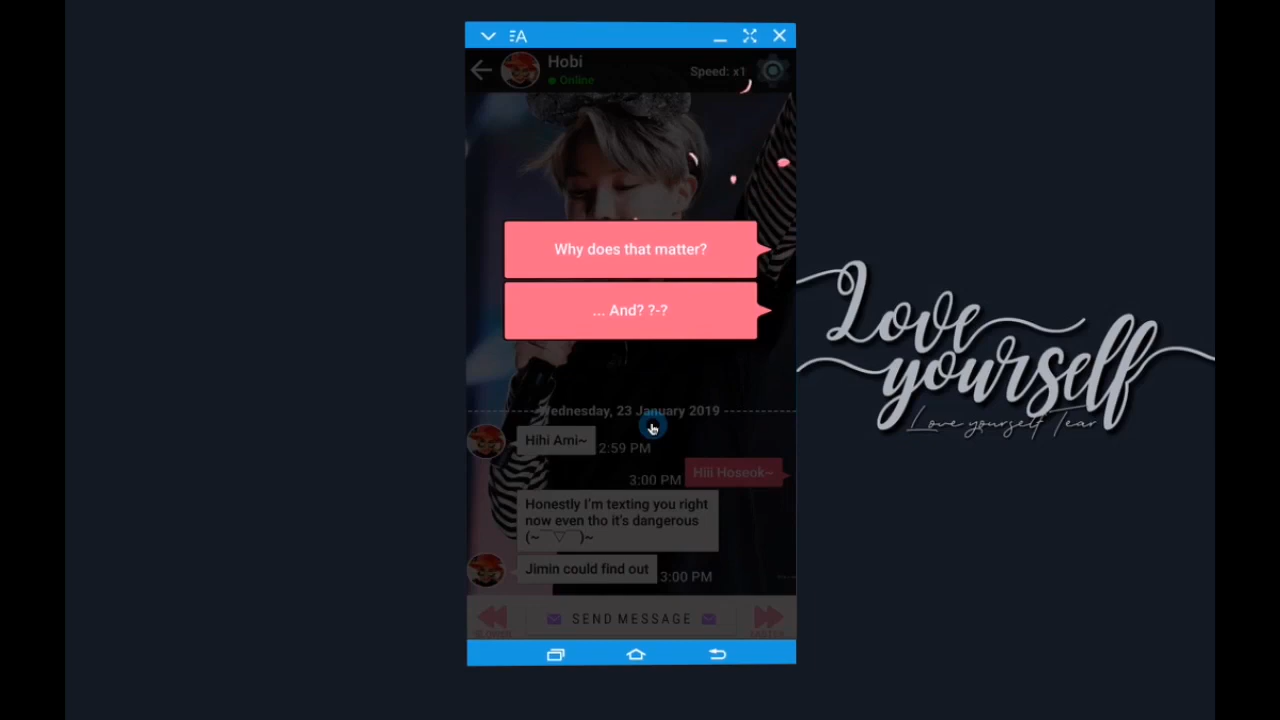 Hobi
Online
Speed: x1
Why does that matter?
... And? ?-?
Wednesday, 23 January 2019
Hihi Ami~
2:59 PM
Hiii Hoseok~
3:00 PM
Honestly I'm texting you right
now even tho it's dangerous
(~￣▽￣)~
Jimin could find out
3:00 PM
SEND MESSAGE
SLOWER
FASTER
Love
yourself
Love yourself Tear